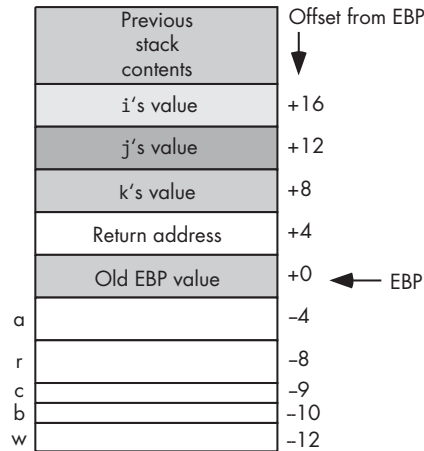 Previous
stack
contents
Offset from EBP
i's value +16
j's value +12
k's value +8
Return address +4
Old EBP value +0 EBP
a –4
r –8
c –9
b –10
w –12